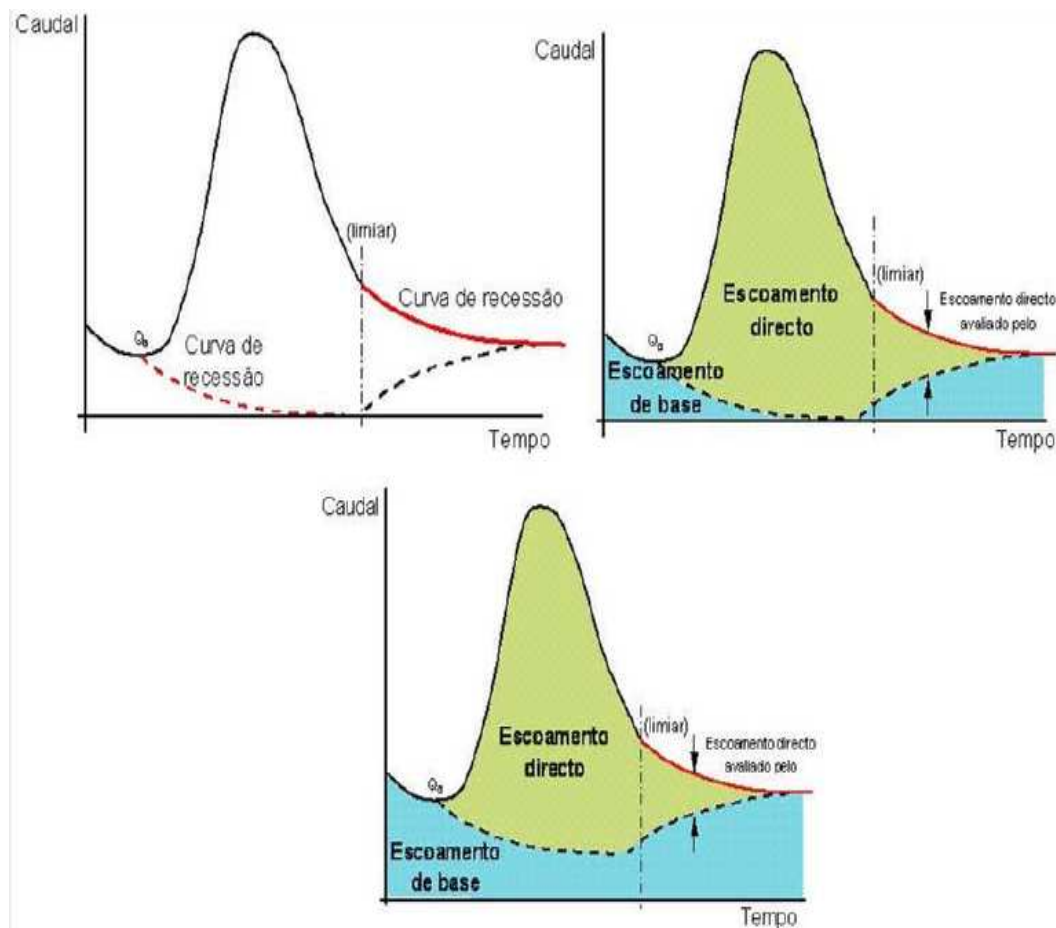 Caudal
(limiar)
Curva de recessão
Q₀
Curva de
recessão
Tempo
Caudal
(limiar)
Escoamento
directo
Escoamento directo
avaliado pelo
Q₀
Escoamento
de base
Tempo
Caudal
(limiar)
Escoamento
directo
Escoamento directo
avaliado pelo
Q₀
Escoamento
de base
Tempo